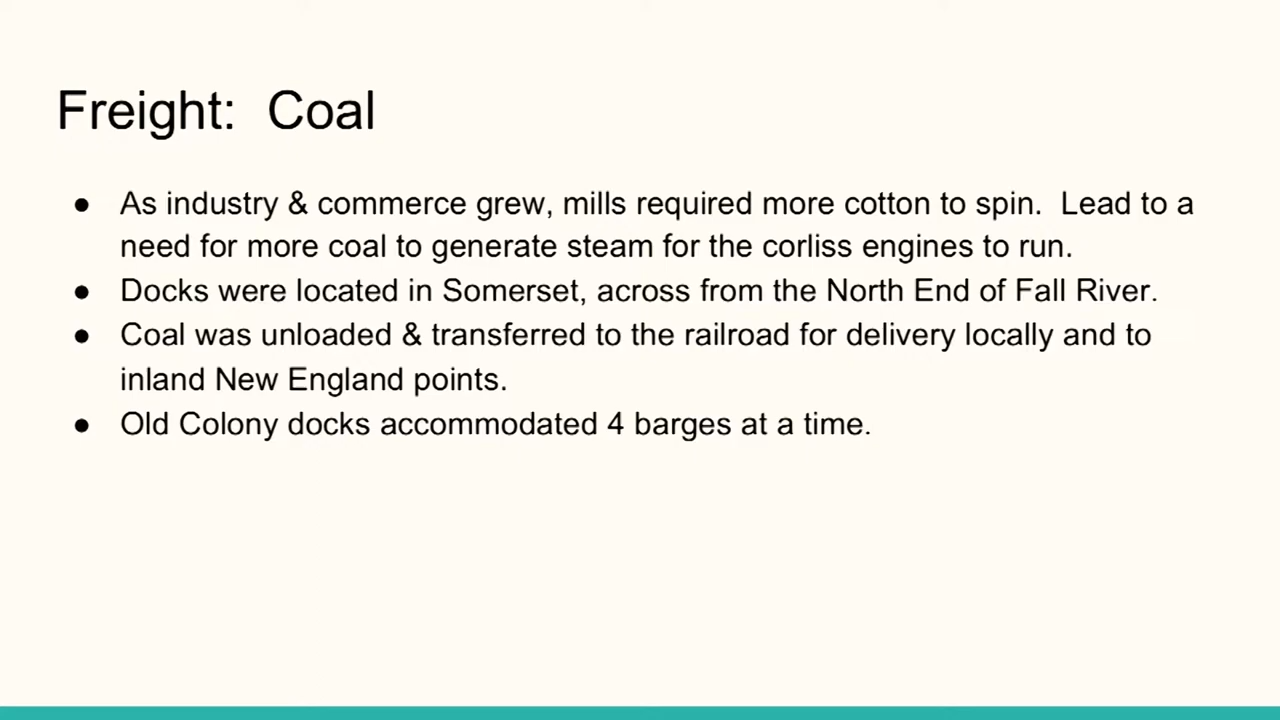 Freight:  Coal
● As industry & commerce grew, mills required more cotton to spin.  Lead to a
need for more coal to generate steam for the corliss engines to run.
● Docks were located in Somerset, across from the North End of Fall River.
● Coal was unloaded & transferred to the railroad for delivery locally and to
inland New England points.
● Old Colony docks accommodated 4 barges at a time.